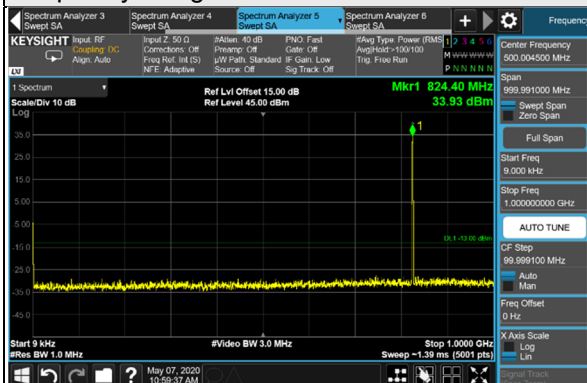 Spectrum Analyzer 3
Swept SA
Spectrum Analyzer 4
Swept SA
Spectrum Analyzer 5
Swept SA
Spectrum Analyzer 6
Swept SA
+
Frequency
KEYSIGHT
Input: RF
Coupling: DC
Align: Auto
Input Z: 50 Ω
Corrections: Off
Freq Ref: Int (S)
NFE: Adaptive
#Atten: 40 dB
Preamp: Off
µW Path: Standard
Source: Off
PNO: Fast
Gate: Off
IF Gain: Low
Sig Track: Off
#Avg Type: Power (RMS
Avg|Hold:>100/100
Trig: Free Run
1 2 3 4 5 6
M W W W W W
P N N N N N
LXI
1 Spectrum
Scale/Div 10 dB
Log
Ref Lvl Offset 15.00 dB
Ref Level 45.00 dBm
Mkr1 824.40 MHz
33.93 dBm
1
35.0
25.0
15.0
5.00
-5.00
DL1 -13.00 dBm
-15.0
-25.0
-35.0
-45.0
Start 9 kHz
#Res BW 1.0 MHz
#Video BW 3.0 MHz
Stop 1.0000 GHz
Sweep ~1.39 ms (5001 pts)
Center Frequency
500.004500 MHz
Span
999.991000 MHz
Swept Span
Zero Span
Full Span
Start Freq
9.000 kHz
Stop Freq
1.000000000 GHz
AUTO TUNE
CF Step
99.999100 MHz
Auto
Man
Freq Offset
0 Hz
X Axis Scale
Log
Lin
Signal Track
?
May 07, 2020
10:59:37 AM